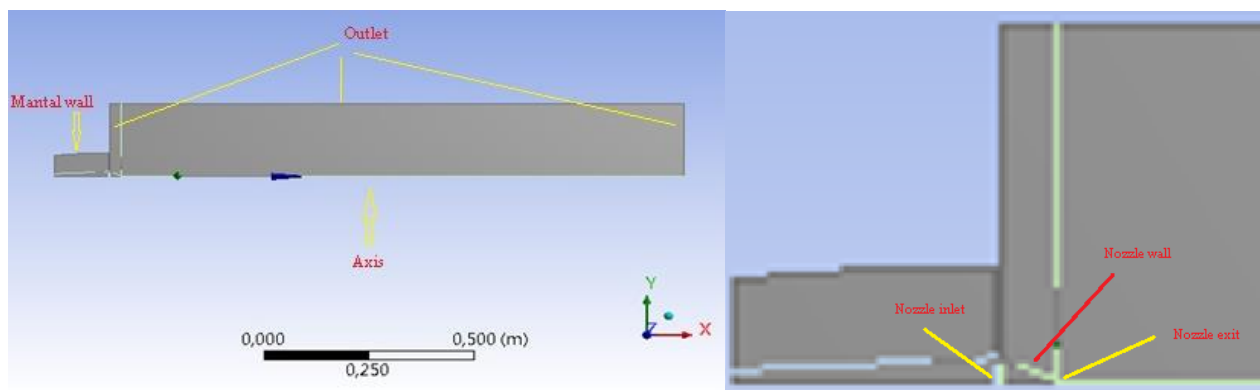 Outlet
Mantal wall
Axis
0,000
0,500 (m)
0,250
Y
Z
X
Nozzle wall
Nozzle inlet
Nozzle exit